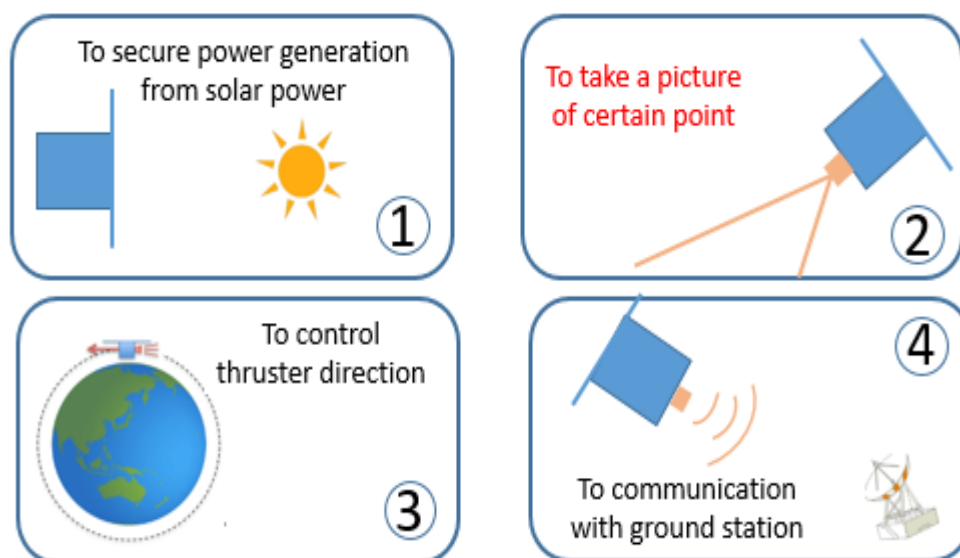 To secure power generation
from solar power
①
To take a picture
of certain point
②
To control
thruster direction
③
④
To communication
with ground station